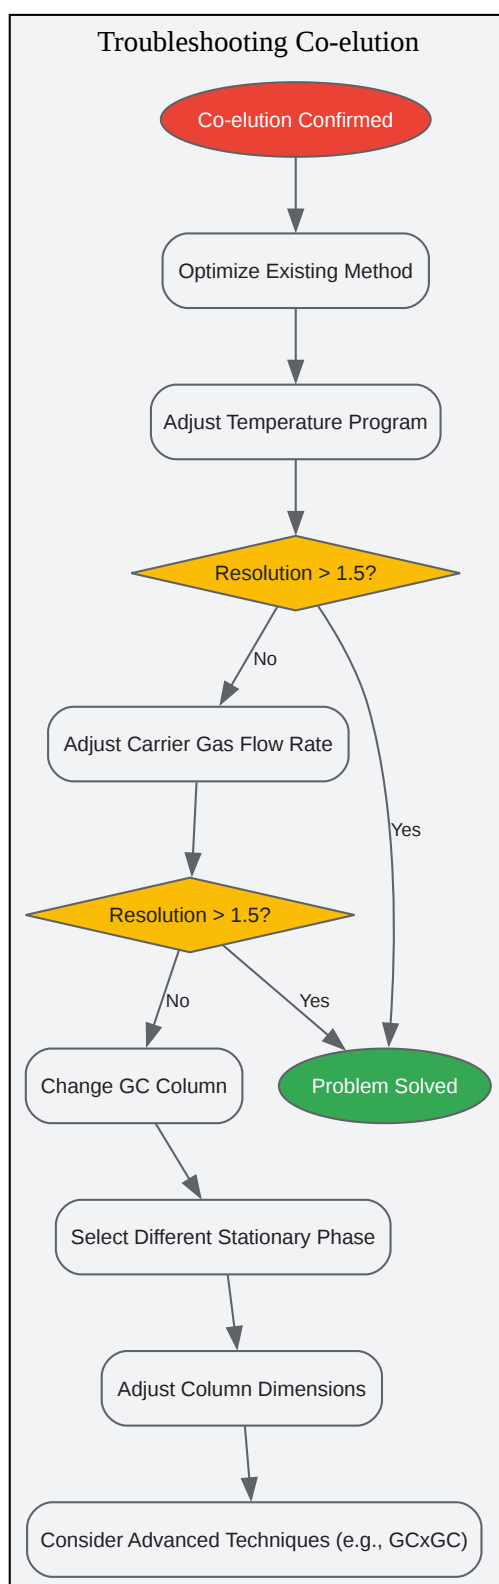 Troubleshooting Co-elution
Co-elution Confirmed
Optimize Existing Method
Adjust Temperature Program
Resolution > 1.5?
No
Adjust Carrier Gas Flow Rate
Yes
Resolution > 1.5?
No
Yes
Change GC Column
Problem Solved
Select Different Stationary Phase
Adjust Column Dimensions
Consider Advanced Techniques (e.g., GCxGC)